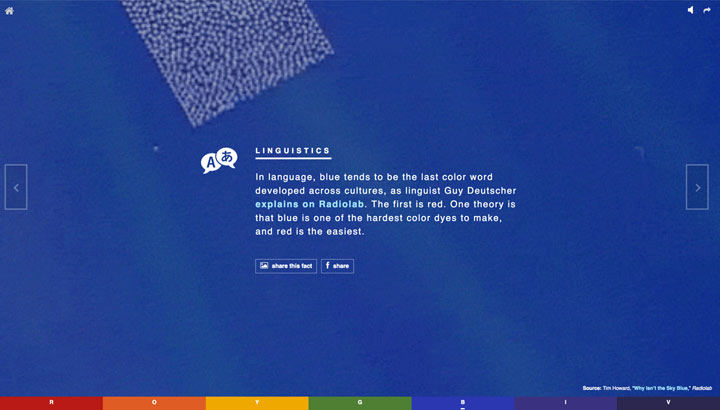 LINGUISTICS
A あ
In language, blue tends to be the last color word
developed across cultures, as linguist Guy Deutscher
explains on Radiolab. The first is red. One theory is
that blue is one of the hardest color dyes to make,
and red is the easiest.
share this fact
f share
Source: Tim Howard, "Why Isn't the Sky Blue," Radiolab
R O Y G B I V